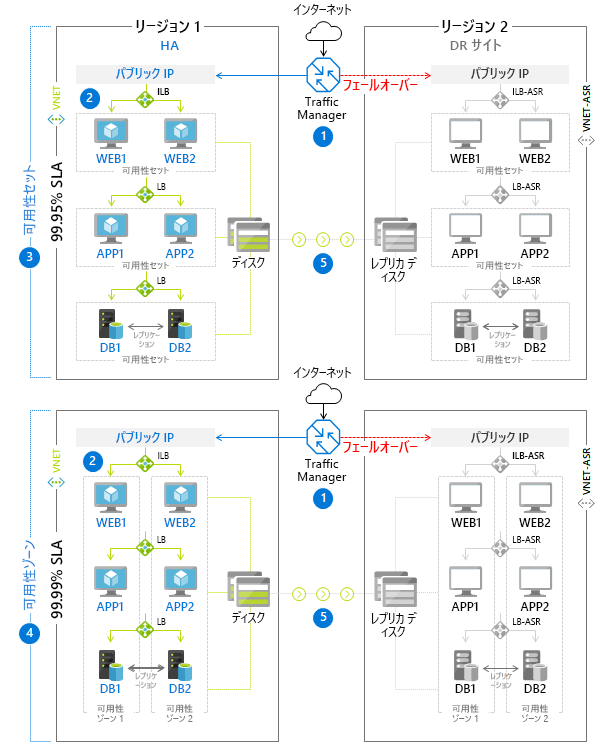 リージョン 1
HA
インターネット
リージョン 2
DR サイト
パブリック IP
Traffic
Manager
フェールオーバー
パブリック IP
1
2
VNET
ILB
WEB1
WEB2
可用性セット
LB
APP1
APP2
可用性セット
LB
DB1
レプリケー
ション
DB2
可用性セット
3
可用性セット
99.95% SLA
ディスク
5
レプリカ デ
ィスク
VNET-ASR
ILB-ASR
WEB1
WEB2
可用性セット
LB-ASR
APP1
APP2
可用性セット
LB-ASR
DB1
レプリケー
ション
DB2
可用性セット
インターネット
パブリック IP
Traffic
Manager
フェールオーバー
パブリック IP
1
2
VNET
ILB
WEB1
WEB2
LB
APP1
APP2
LB
DB1
レプリケ
ーション
DB2
可用性
ゾーン 1
可用性
ゾーン 2
4
可用性ゾーン
99.99% SLA
ディスク
5
レプリカ デ
ィスク
VNET-ASR
ILB-ASR
WEB1
WEB2
LB-ASR
APP1
APP2
LB-ASR
DB1
レプリケ
ーション
DB2
可用性
ゾーン 1
可用性
ゾーン 2